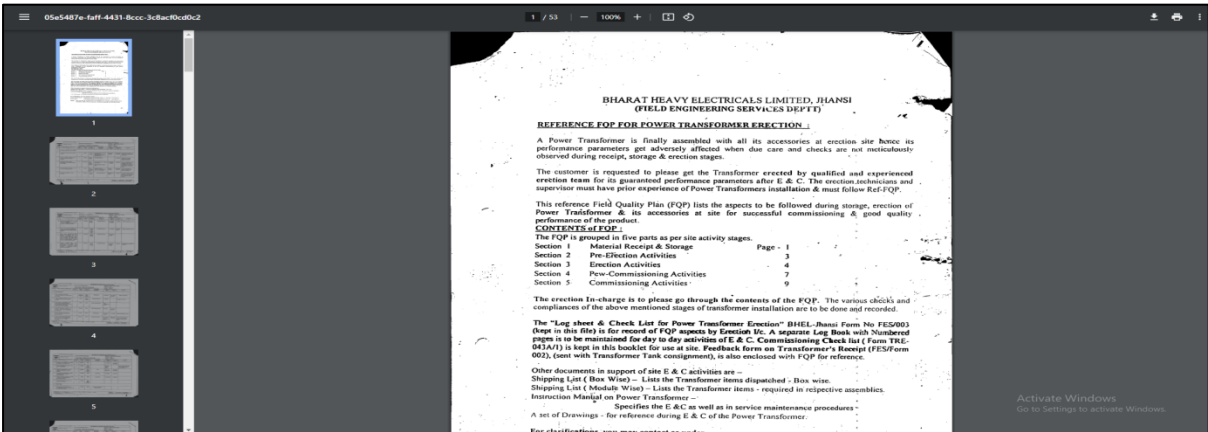 05e5487e-faff-4431-8ccc-3c8acf0cd0c2
1 / 53
100%
1
2
3
4
5
BHARAT HEAVY ELECTRICALS LIMITED, JHANSI
(FIELD ENGINEERING SERVICES DEPTT)
REFERENCE FQP FOR POWER TRANSFORMER ERECTION :
A Power Transformer is finally assembled with all its accessories at erection site hence its
performance parameters get adversely affected when due care and checks are not meticulously
observed during receipt, storage & erection stages.
The customer is requested to please get the Transformer erected by qualified and experienced
erection team for its guaranteed performance parameters after E & C. The erection technicians and
supervisor must have prior experience of Power Transformers installation & must follow Ref-FQP.
This reference Field Quality Plan (FQP) lists the aspects to be followed during storage, erection of
Power Transformer & its accessories at site for successful commissioning & good quality
performance of the product.
CONTENTS of FQP :
The FQP is grouped in five parts as per site activity stages.
Section 1 Material Receipt & Storage Page - 1
Section 2 Pre-Erection Activities 3
Section 3 Erection Activities 4
Section 4 Pew-Commissioning Activities 7
Section 5 Commissioning Activities 9
The erection In-charge is to please go through the contents of the FQP. The various checks and
compliances of the above mentioned stages of transformer installation are to be done and recorded.
The "Log sheet & Check List for Power Transformer Erection" BHEL-Jhansi Form No FES/003
(kept in this file) is for record of FQP aspects by Erection I/c. A separate Log Book with Numbered
pages is to be maintained for day to day activities of E & C. Commissioning Check list ( Form TRE-
043A/1) is kept in this booklet for use at site. Feedback form on Transformer's Receipt (FES/Form
002), (sent with Transformer Tank consignment), is also enclosed with FQP for reference.
Other documents in support of site E & C activities are –
Shipping List ( Box Wise) – Lists the Transformer items dispatched - Box wise.
Shipping List ( Module Wise) – Lists the Transformer items - required in respective assemblies.
Instruction Manual on Power Transformer –
Specifies the E &C as well as in service maintenance procedures -
A set of Drawings - for reference during E & C of the Power Transformer.
For clarifications, you may contact as under
Activate Windows
Go to Settings to activate Windows.